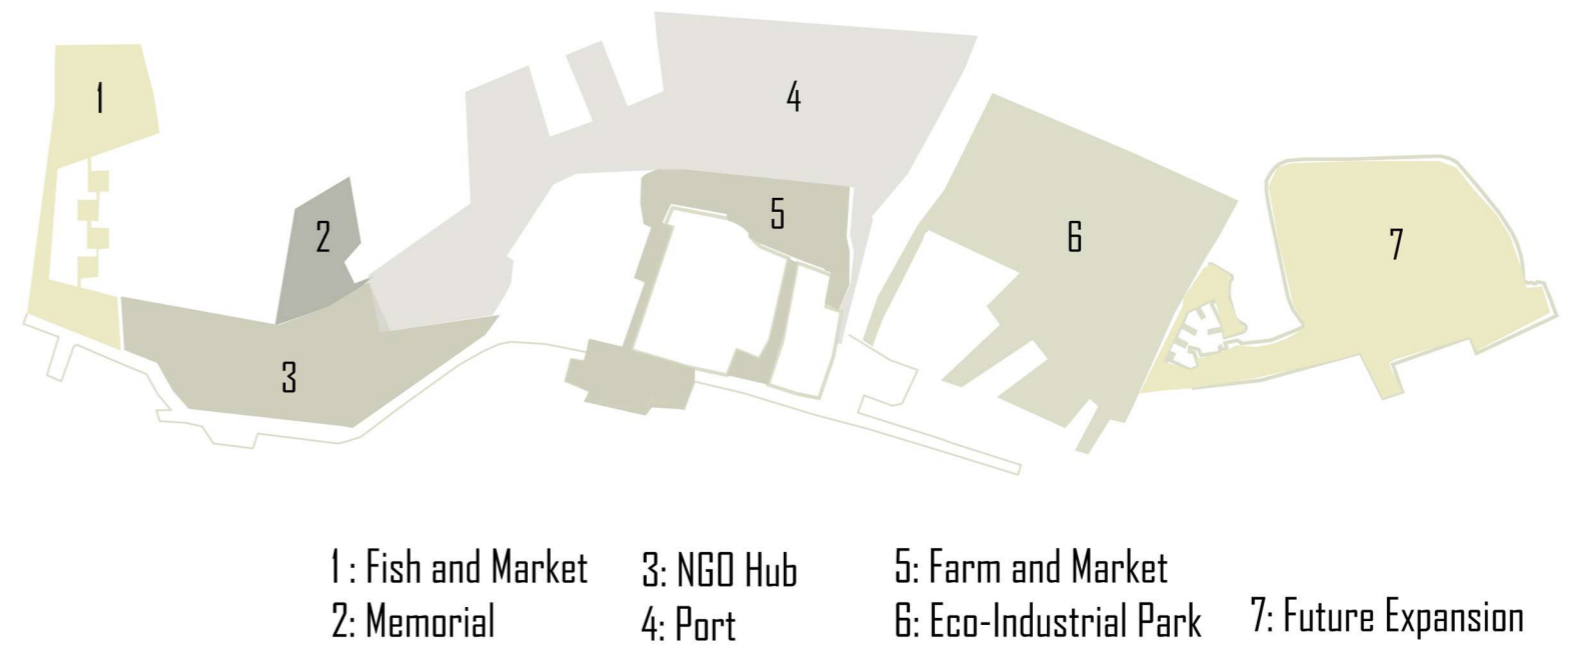 1
4
2
5
6
7
3
1 : Fish and Market
2: Memorial
3: NGO Hub
4: Port
5: Farm and Market
6: Eco-Industrial Park
7: Future Expansion